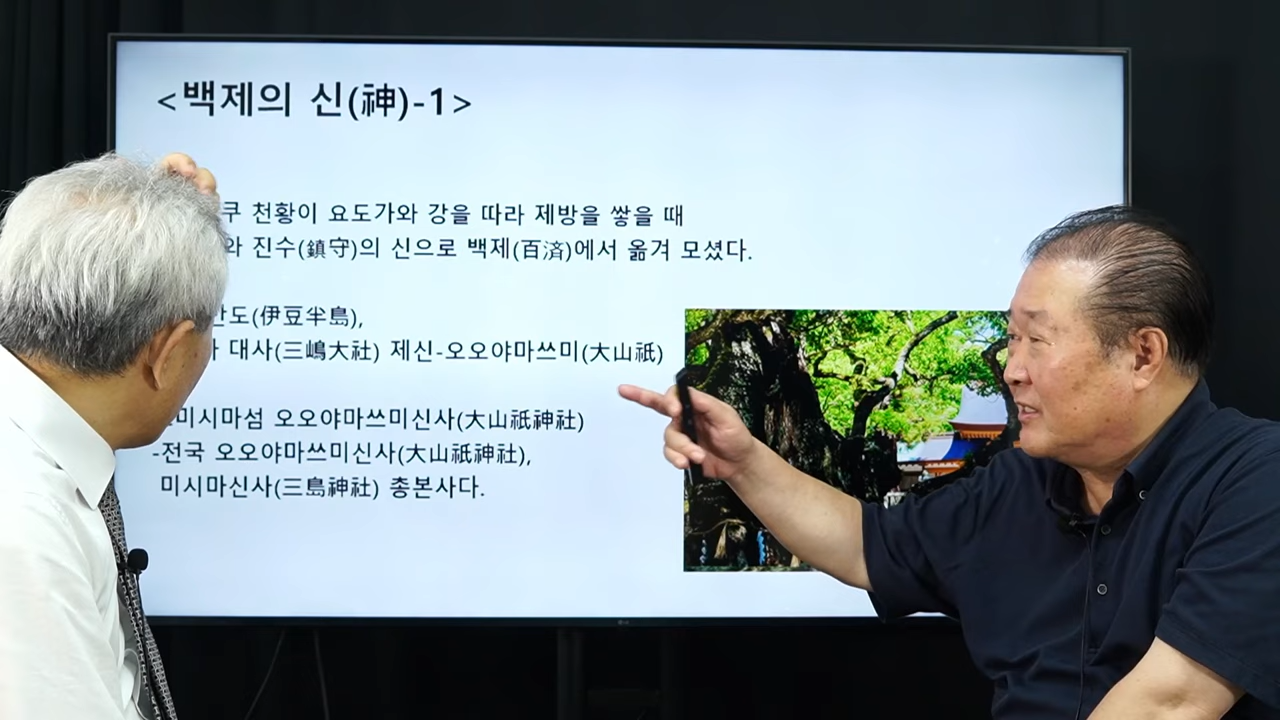 <백제의 신(神)-1>
쿠 천황이 요도가와 강을 따라 제방을 쌓을 때
와 진수(鎮守)의 신으로 백제(百済)에서 옮겨 모셨다.
반도(伊豆半島),
대사(三嶋大社) 제신-오오야마쓰미(大山祇)
미시마섬 오오야마쓰미신사(大山祇神社)
-전국 오오야마쓰미신사(大山祇神社),
미시마신사(三島神社) 총본사다.
LG